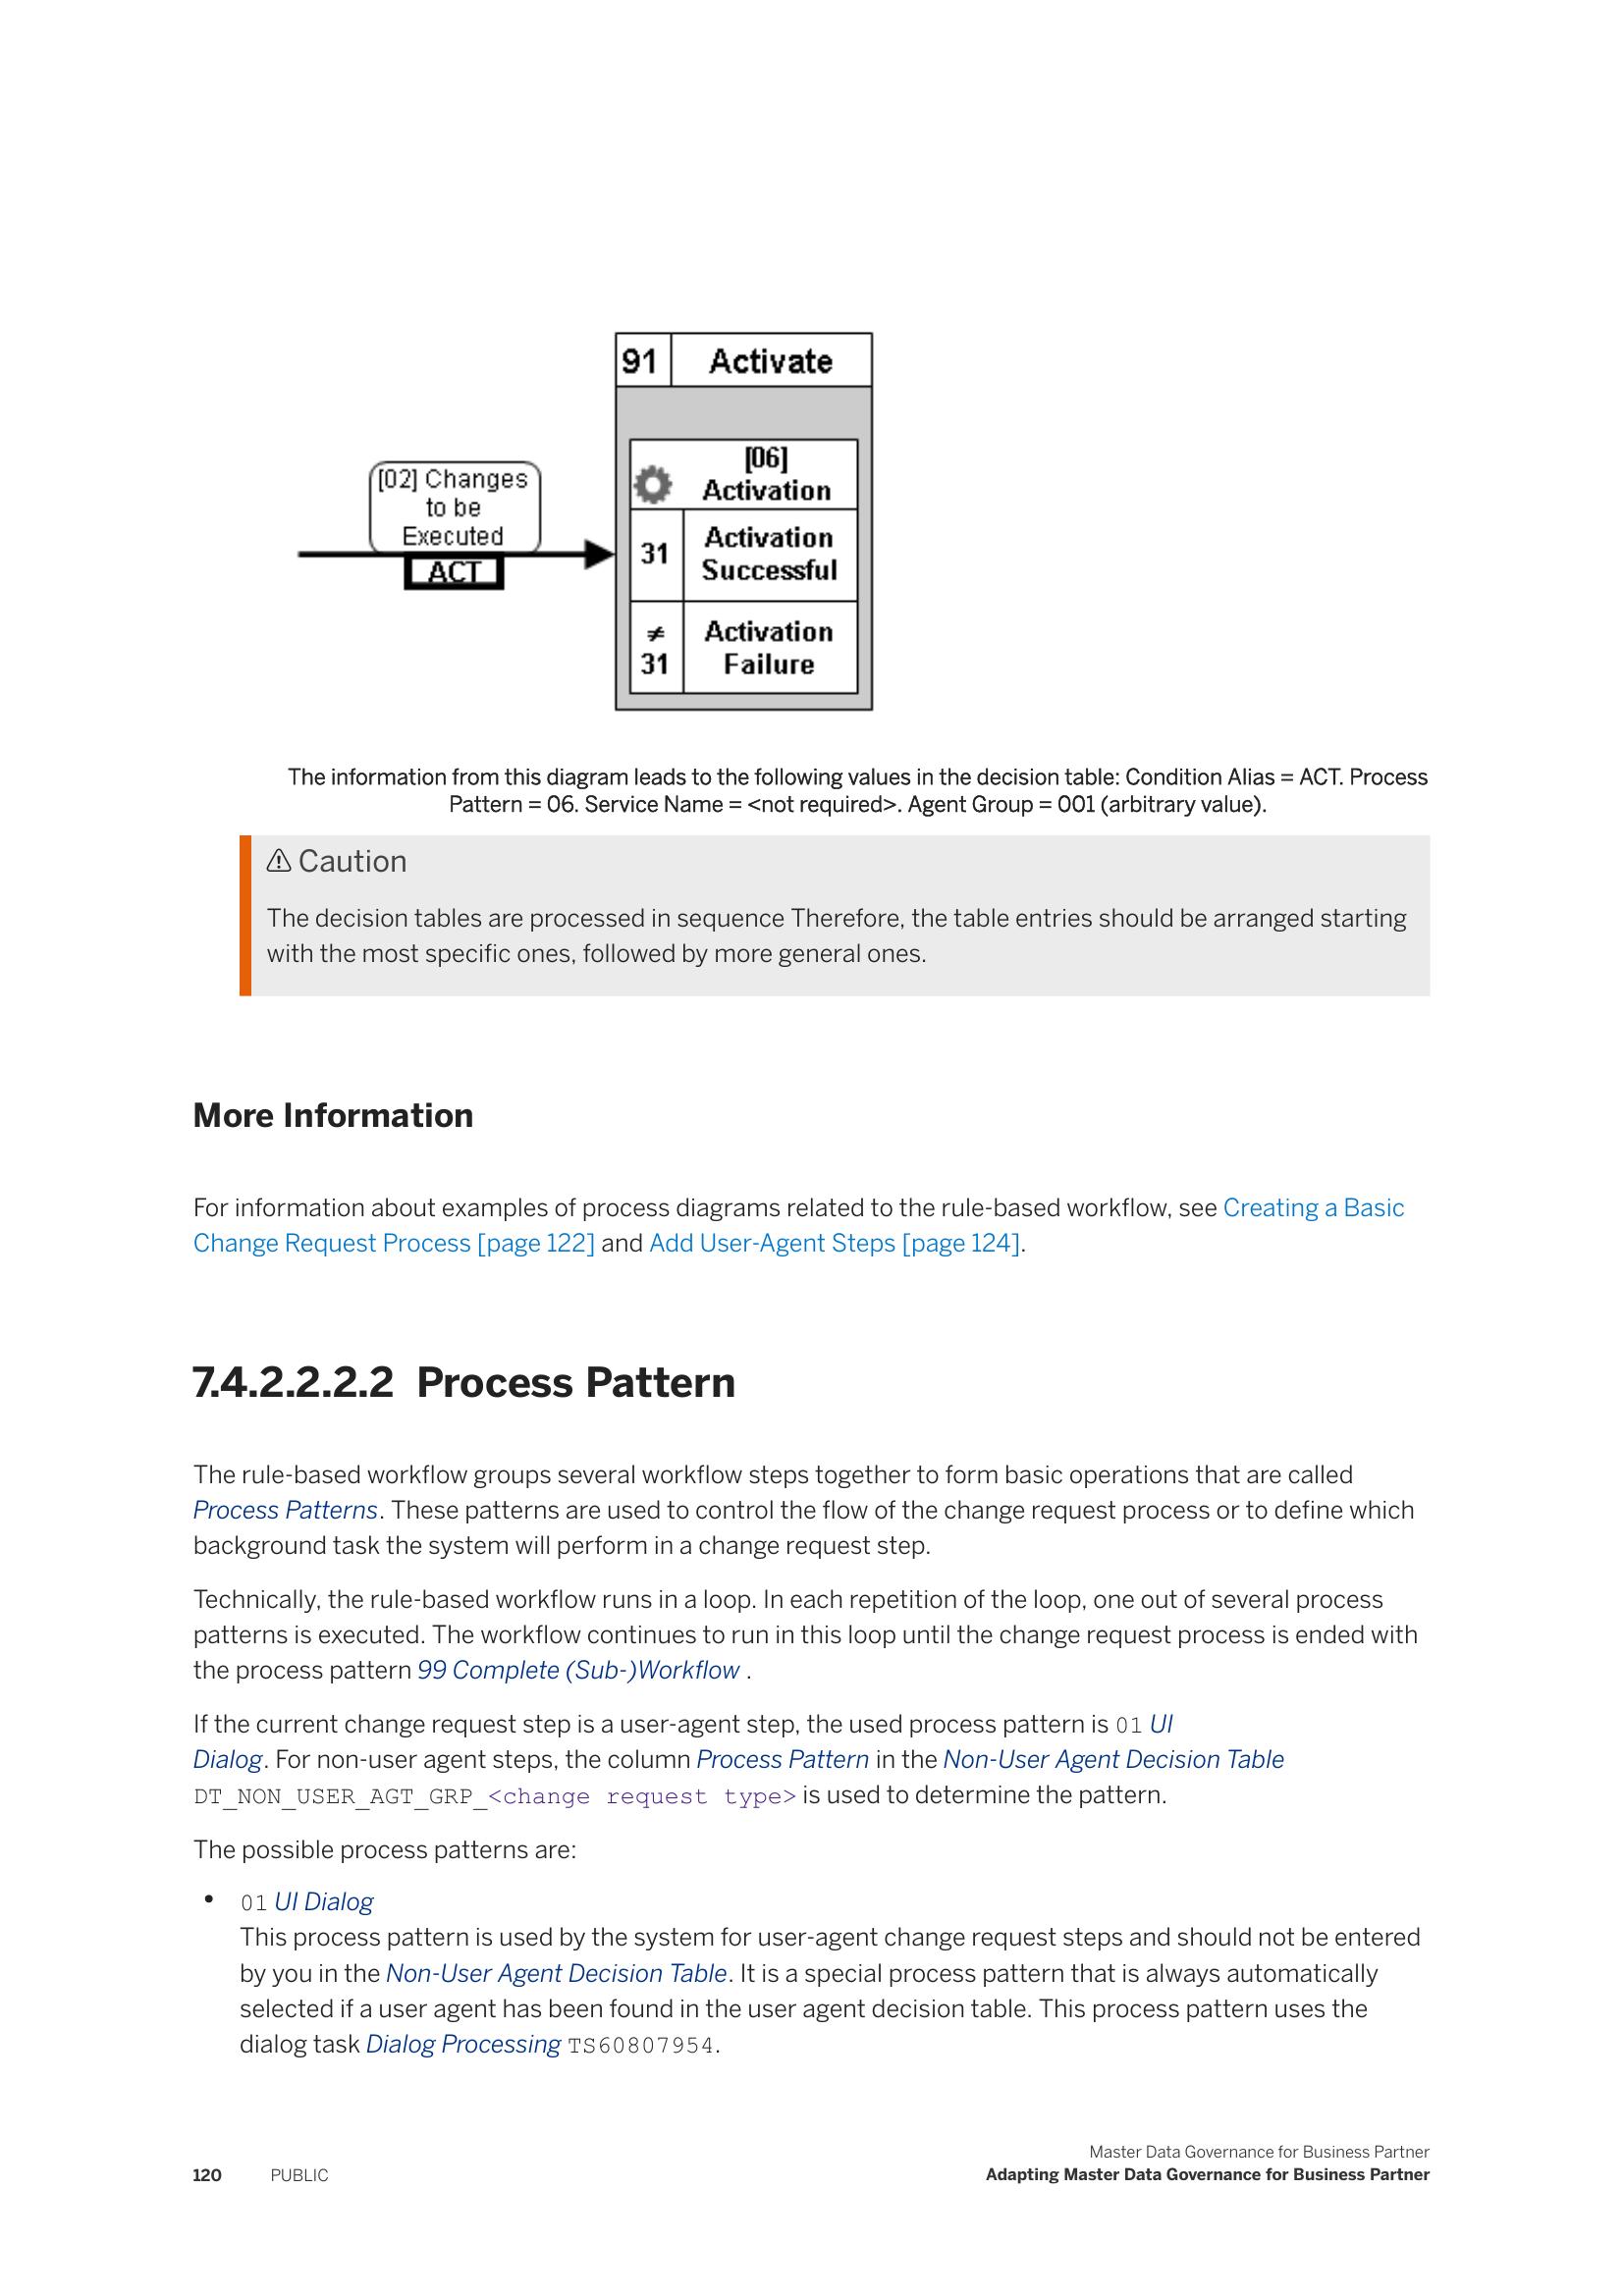 91 Activate
[06]
Activation
[02] Changes
to be
Executed
ACT
31 Activation
Successful
≠
31 Activation
Failure
The information from this diagram leads to the following values in the decision table: Condition Alias = ACT. Process
Pattern = 06. Service Name = <not required>. Agent Group = 001 (arbitrary value).
⚠ Caution
The decision tables are processed in sequence Therefore, the table entries should be arranged starting
with the most specific ones, followed by more general ones.
More Information
For information about examples of process diagrams related to the rule-based workflow, see Creating a Basic
Change Request Process [page 122] and Add User-Agent Steps [page 124].
7.4.2.2.2.2 Process Pattern
The rule-based workflow groups several workflow steps together to form basic operations that are called
Process Patterns. These patterns are used to control the flow of the change request process or to define which
background task the system will perform in a change request step.
Technically, the rule-based workflow runs in a loop. In each repetition of the loop, one out of several process
patterns is executed. The workflow continues to run in this loop until the change request process is ended with
the process pattern 99 Complete (Sub-)Workflow .
If the current change request step is a user-agent step, the used process pattern is 01 UI
Dialog. For non-user agent steps, the column Process Pattern in the Non-User Agent Decision Table
DT_NON_USER_AGT_GRP_<change request type> is used to determine the pattern.
The possible process patterns are:
• 01 UI Dialog
This process pattern is used by the system for user-agent change request steps and should not be entered
by you in the Non-User Agent Decision Table. It is a special process pattern that is always automatically
selected if a user agent has been found in the user agent decision table. This process pattern uses the
dialog task Dialog Processing TS60807954.
Master Data Governance for Business Partner
120 PUBLIC Adapting Master Data Governance for Business Partner